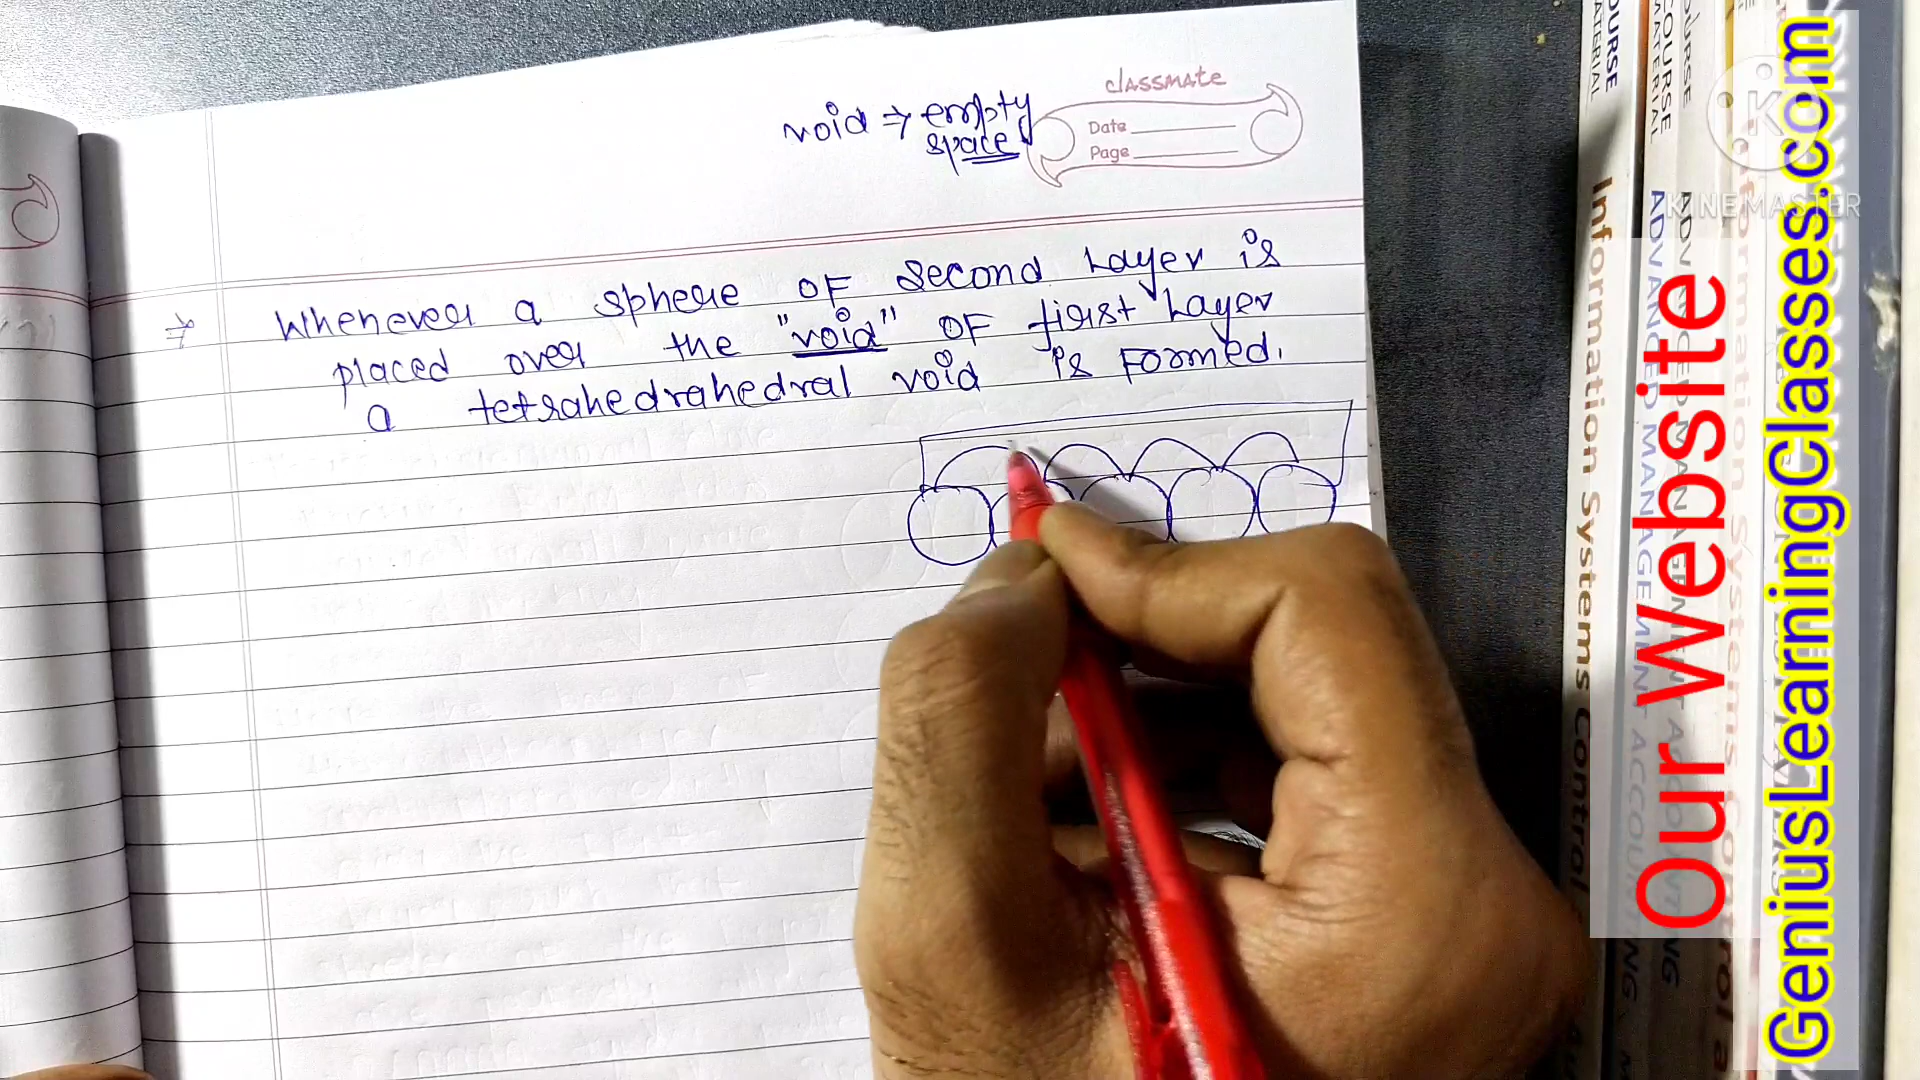 classmate
void ⇒ empty
space
Date
Page
⇒ Whenever a sphere of second Layer is
placed over the "void" of first Layer
a tetrahedrahedral void is formed.
Our Website
GeniusLearningClasses.com
KINEMASTER
Information Systems Control